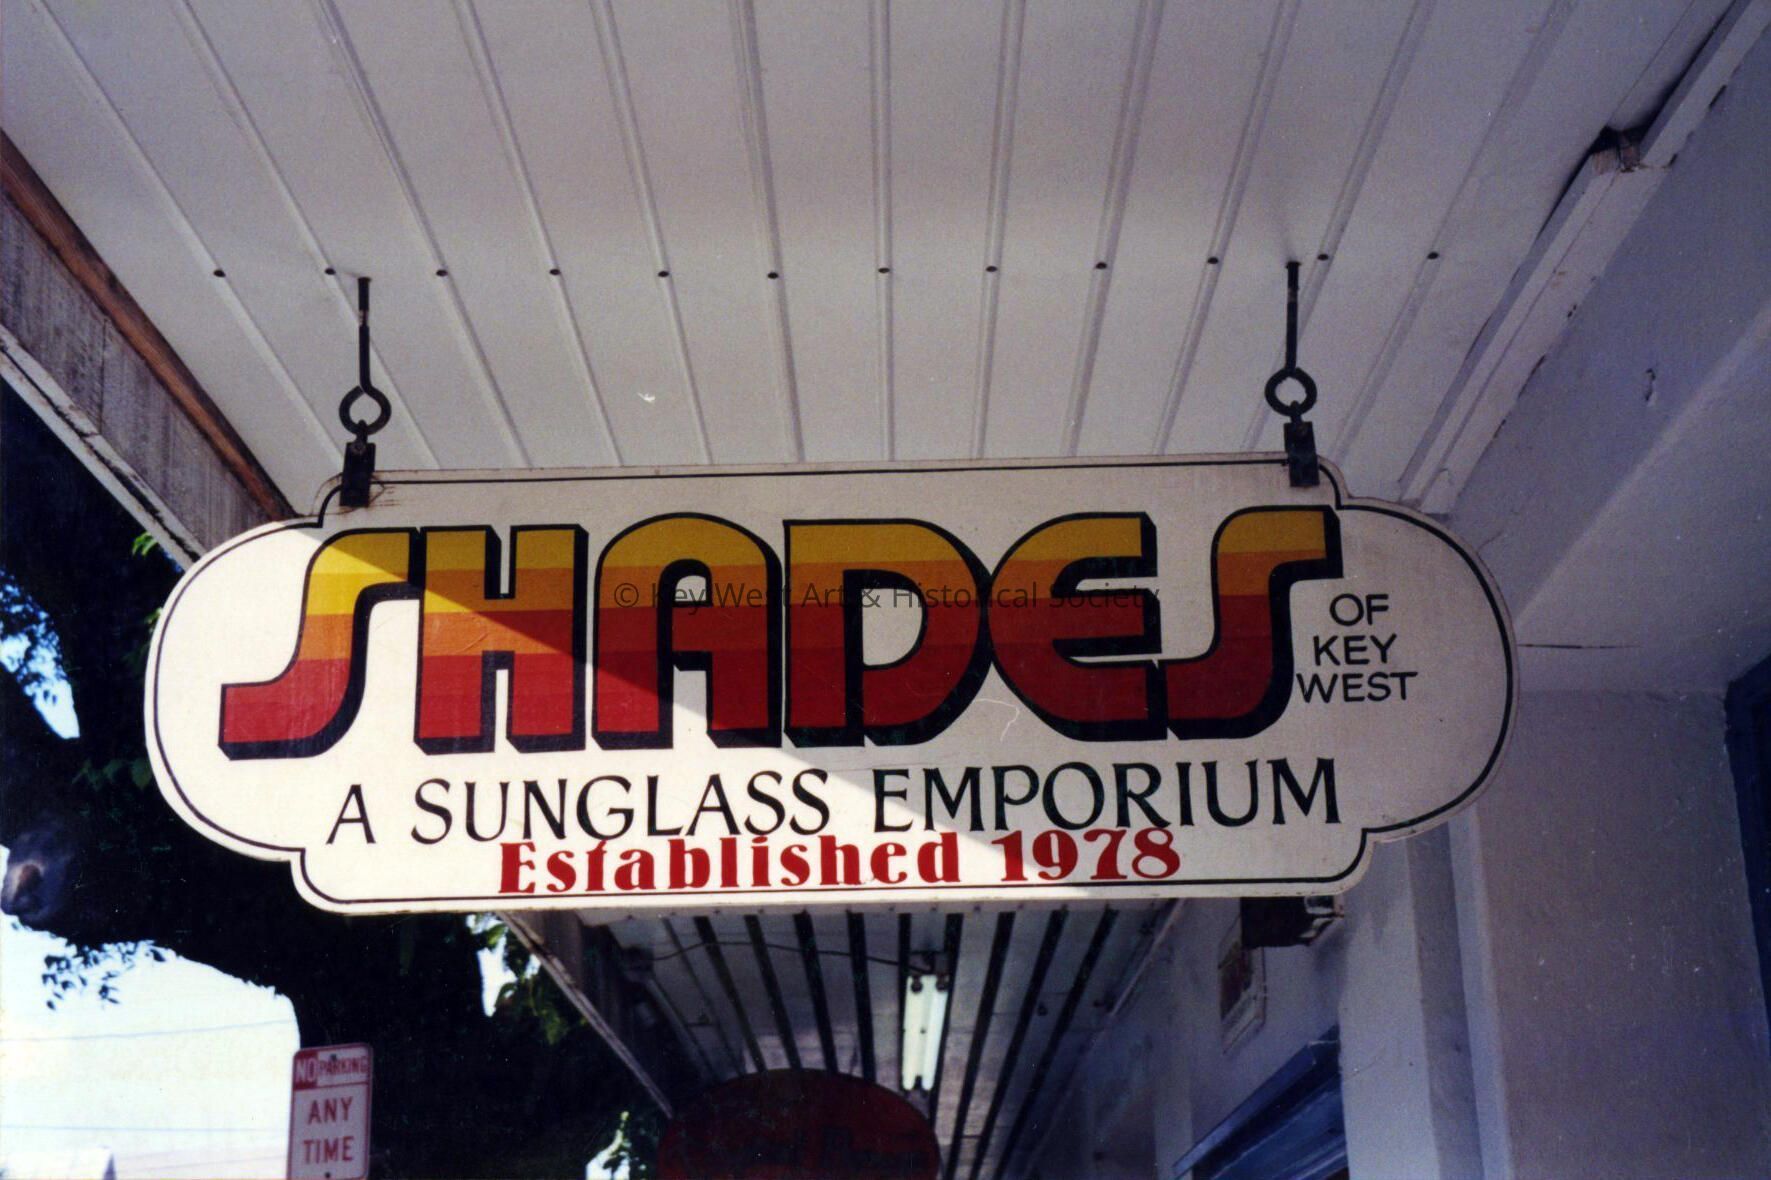 SHADES
OF
KEY
WEST
© Key West Art & Historical Society
A SUNGLASS EMPORIUM
Established 1978
NO PARKING
ANY
TIME